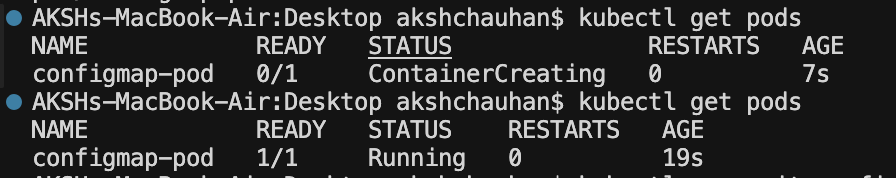 AKSHs-MacBook-Air:Desktop akshchauhan$ kubectl get pods
NAME READY STATUS RESTARTS AGE
configmap-pod 0/1 ContainerCreating 0 7s
AKSHs-MacBook-Air:Desktop akshchauhan$ kubectl get pods
NAME READY STATUS RESTARTS AGE
configmap-pod 1/1 Running 0 19s